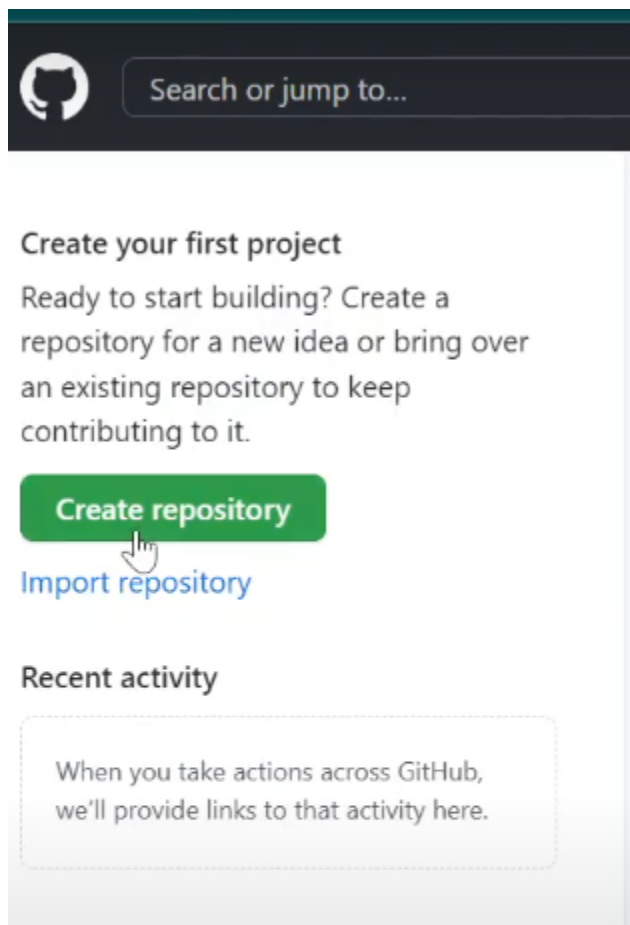 Search or jump to...
Create your first project
Ready to start building? Create a
repository for a new idea or bring over
an existing repository to keep
contributing to it.
Create repository
Import repository
Recent activity
When you take actions across GitHub,
we'll provide links to that activity here.